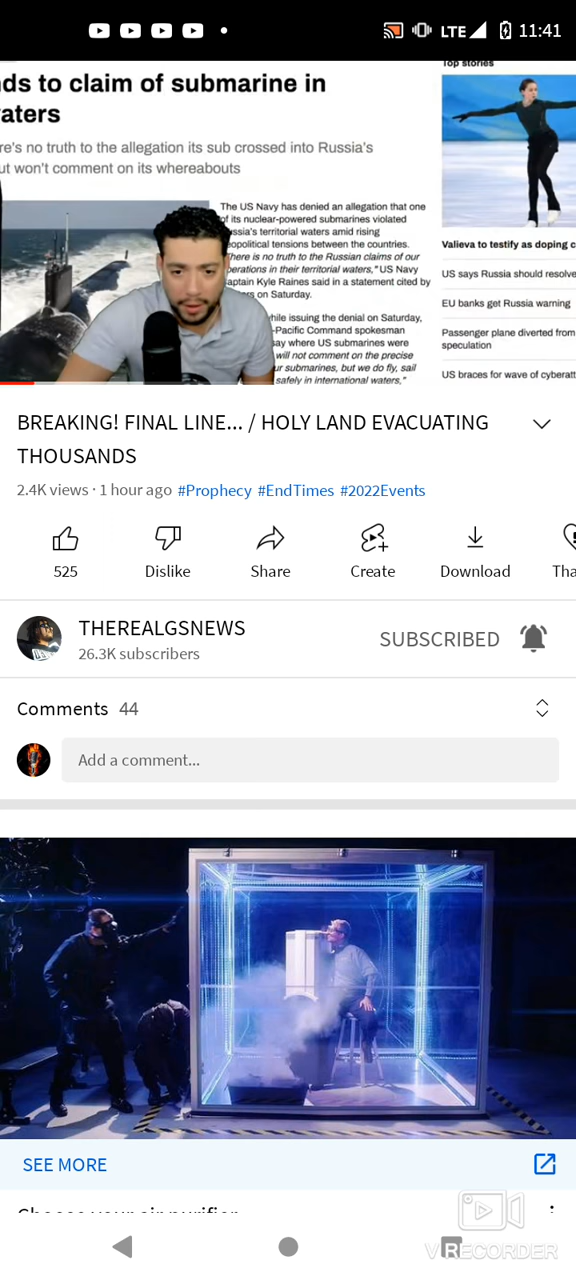 LTE 11:41
Top stories
ds to claim of submarine in
aters
re's no truth to the allegation its sub crossed into Russia's
ut won't comment on its whereabouts
The US Navy has denied an allegation that one
of its nuclear-powered submarines violated
ssia's territorial waters amid rising
eopolitical tensions between the countries.
here is no truth to the Russian claims of our
perations in their territorial waters," US Navy
aptain Kyle Raines said in a statement cited by
rs on Saturday.
hile issuing the denial on Saturday,
-Pacific Command spokesman
ay where US submarines were
will not comment on the precise
ur submarines, but we do fly, sail
safely in international waters,"
Valieva to testify as doping c
US says Russia should resolve
EU banks get Russia warning
Passenger plane diverted from
speculation
US braces for wave of cyberatt
BREAKING! FINAL LINE... / HOLY LAND EVACUATING
THOUSANDS
2.4K views · 1 hour ago #Prophecy #EndTimes #2022Events
525 Dislike Share Create Download Tha
THEREALGSNEWS
26.3K subscribers
SUBSCRIBED
Comments 44
Add a comment...
SEE MORE
Choose your air purifier
VRECORDER